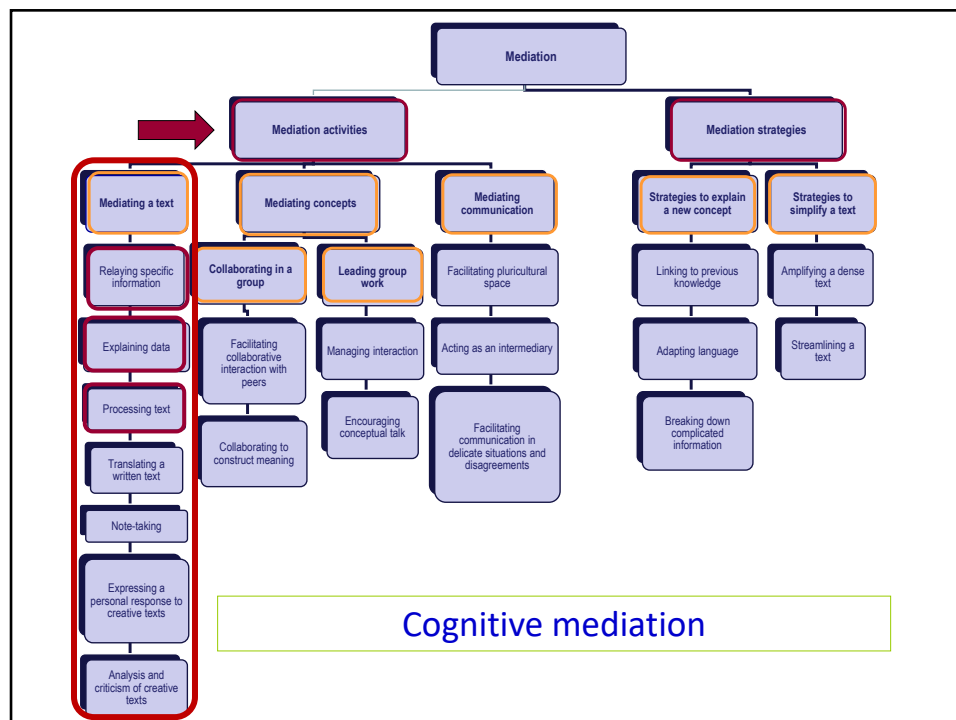 Mediation
Mediation activities
Mediation strategies
Mediating a text
Mediating concepts
Mediating
communication
Strategies to explain
a new concept
Strategies to
simplify a text
Relaying specific
information
Collaborating in a
group
Leading group
work
Facilitating pluricultural
space
Linking to previous
knowledge
Amplifying a dense
text
Explaining data
Facilitating
collaborative
interaction with
peers
Managing interaction
Acting as an intermediary
Adapting language
Streamlining a
text
Processing text
Collaborating to
construct meaning
Encouraging
conceptual talk
Facilitating
communication in
delicate situations and
disagreements
Breaking down
complicated
information
Translating a
written text
Note-taking
Expressing a
personal response to
creative texts
Analysis and
criticism of creative
texts
Cognitive mediation